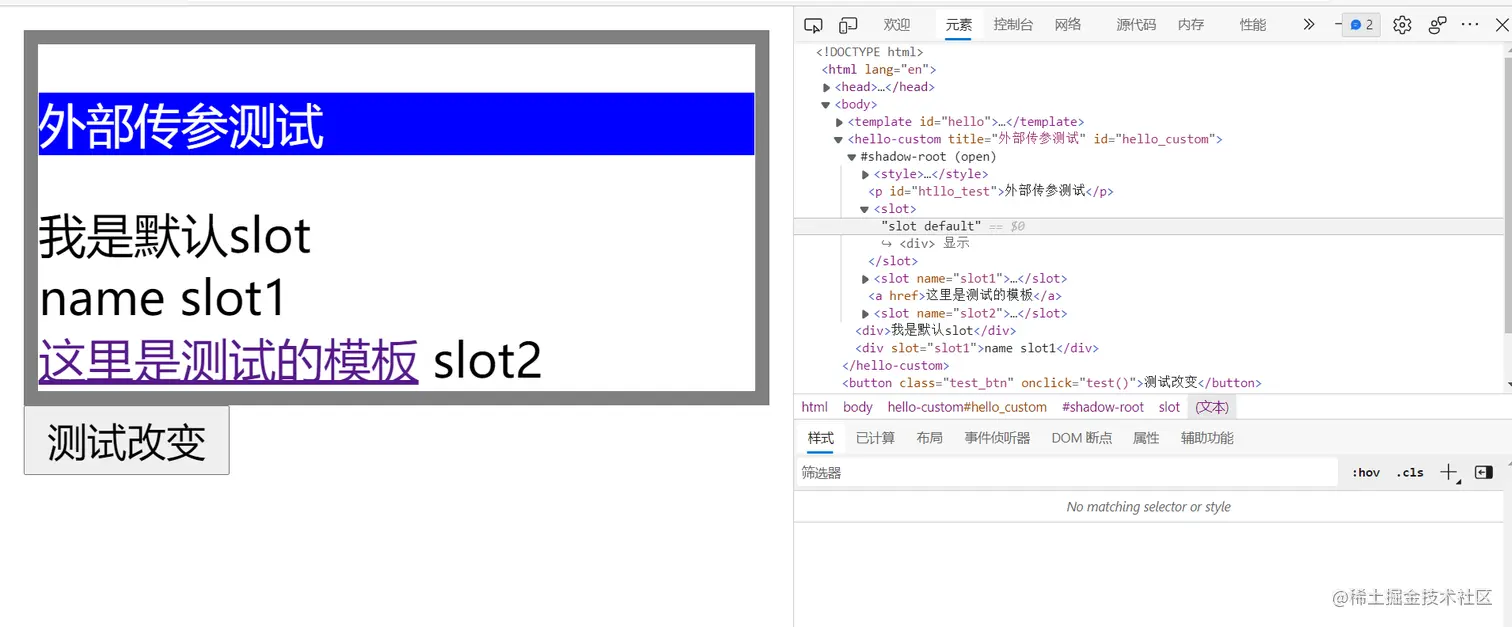 外部传参测试
我是默认slot
name slot1
这里是测试的模板 slot2
测试改变
欢迎 元素 控制台 网络 源代码 内存 性能 2
<!DOCTYPE html>
<html lang="en">
<head>…</head>
<body>
<template id="hello">…</template>
<hello-custom title="外部传参测试" id="hello_custom">
#shadow-root (open)
<style>…</style>
<p id="htllo_test">外部传参测试</p>
<slot>
"slot default" == $0
↪ <div> 显示
</slot>
<slot name="slot1">…</slot>
<a href>这里是测试的模板</a>
<slot name="slot2">…</slot>
<div>我是默认slot</div>
<div slot="slot1">name slot1</div>
</hello-custom>
<button class="test_btn" onclick="test()">测试改变</button>
html body hello-custom#hello_custom #shadow-root slot (文本)
样式 已计算 布局 事件侦听器 DOM 断点 属性 辅助功能
筛选器 :hov .cls
No matching selector or style
@稀土掘金技术社区